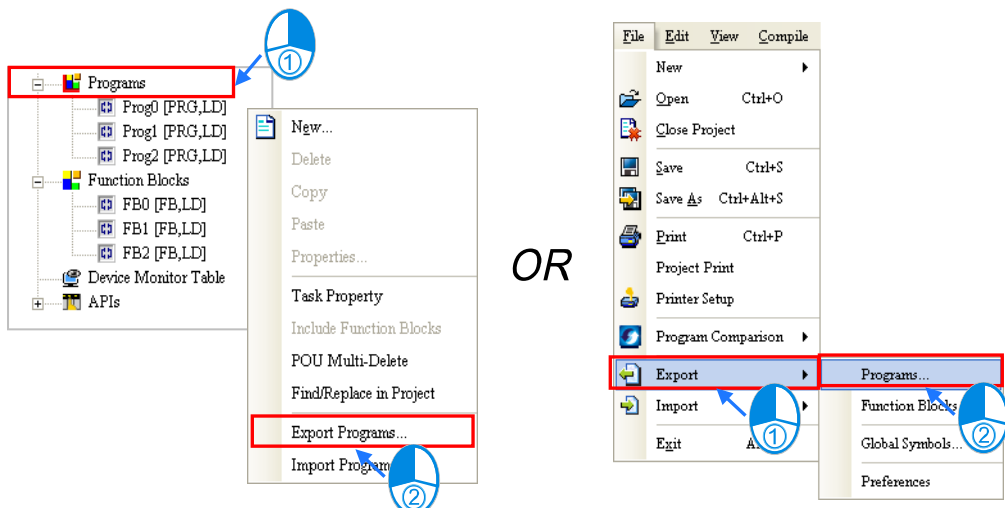 ①
Programs
Prog0 [PRG,LD]
Prog1 [PRG,LD]
Prog2 [PRG,LD]
Function Blocks
FB0 [FB,LD]
FB1 [FB,LD]
FB2 [FB,LD]
Device Monitor Table
APIs
New...
Delete
Copy
Paste
Properties...
Task Property
Include Function Blocks
POU Multi-Delete
Find/Replace in Project
Export Programs...
Import
②
OR
File Edit View Compile
New
Open Ctrl+O
Close Project
Save Ctrl+S
Save As Ctrl+Alt+S
Print Ctrl+P
Project Print
Printer Setup
Program Comparison
Export
Import
Exit
①
Programs...
Function Blocks
Global Symbols...
Preferences
②